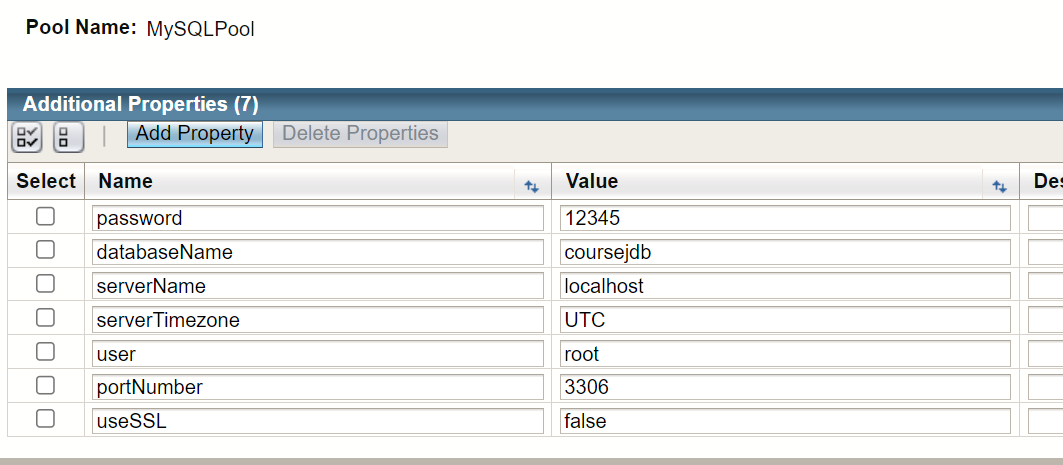 Pool Name: MySQLPool
Additional Properties (7)
Add Property Delete Properties
Select Name Value
password 12345
databaseName coursejdb
serverName localhost
serverTimezone UTC
user root
portNumber 3306
useSSL false